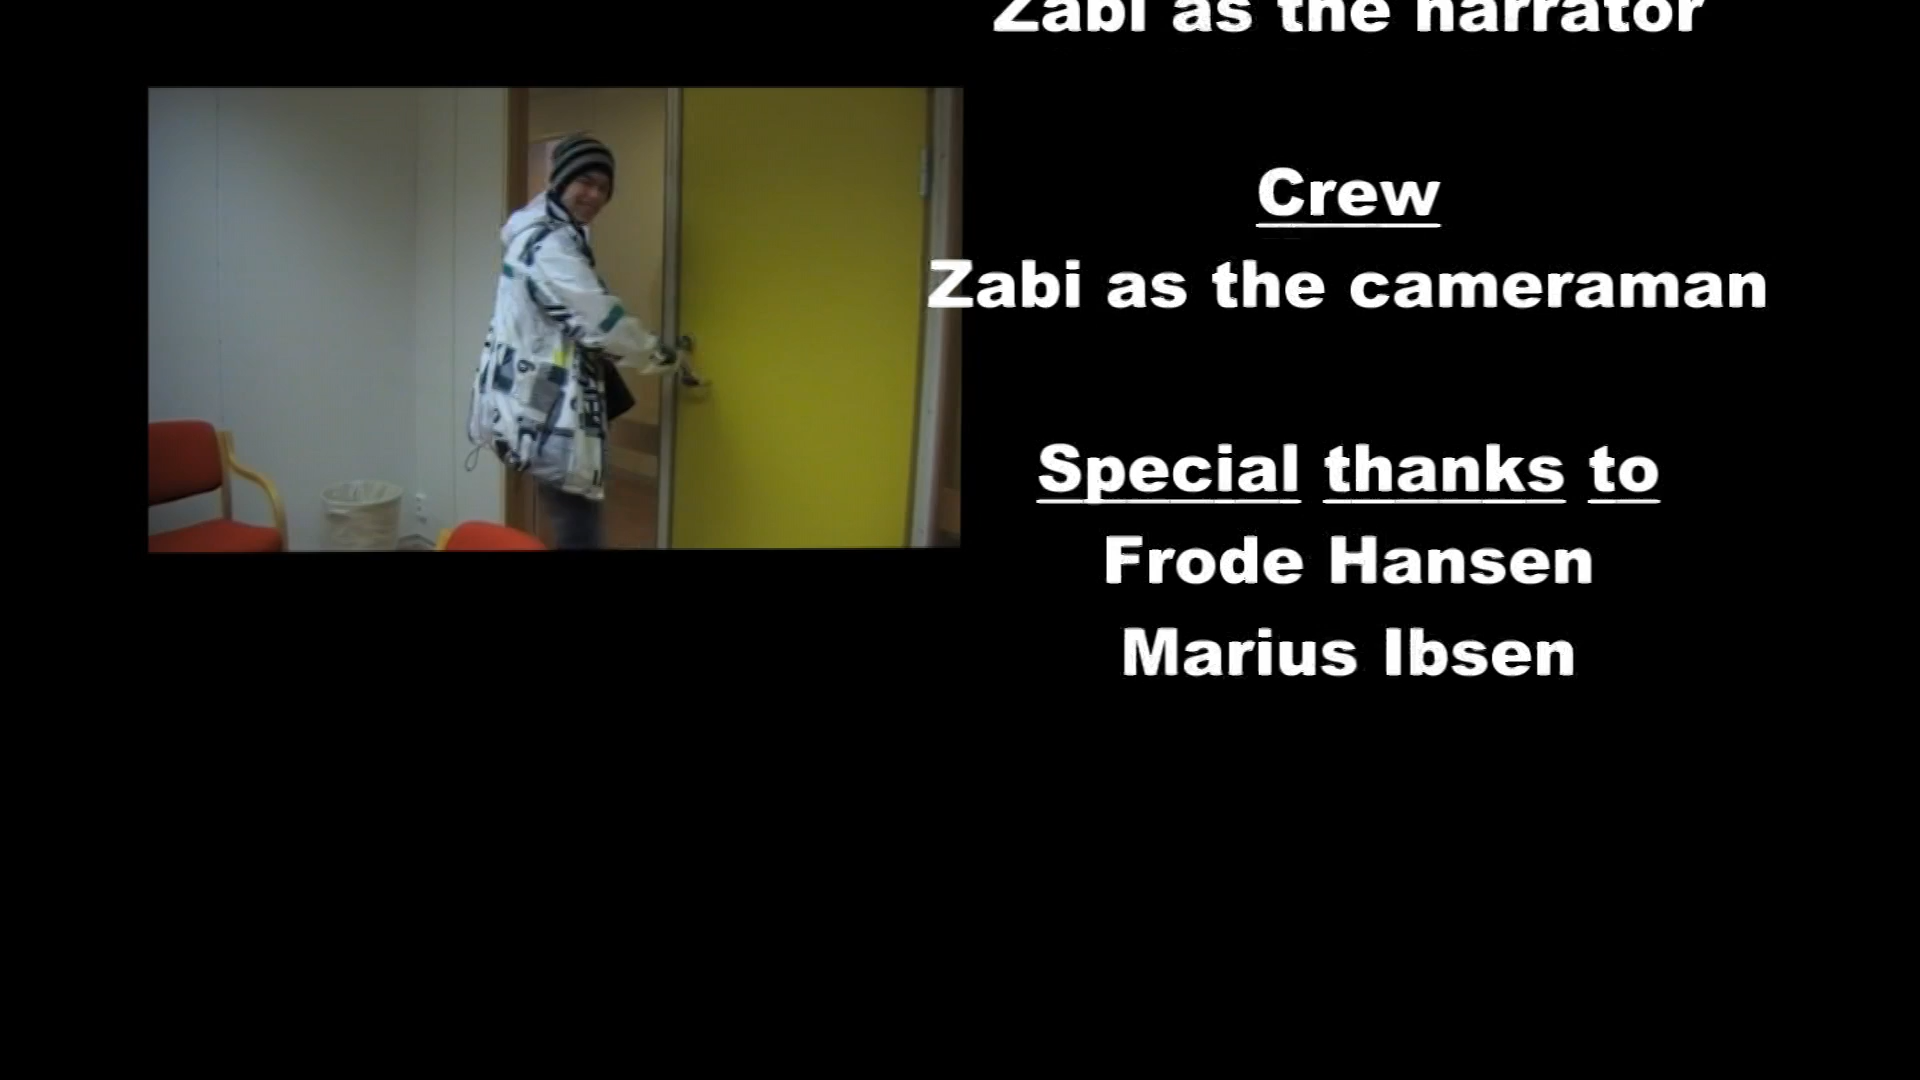 Zabi as the narrator
Crew
Zabi as the cameraman
Special thanks to
Frode Hansen
Marius Ibsen